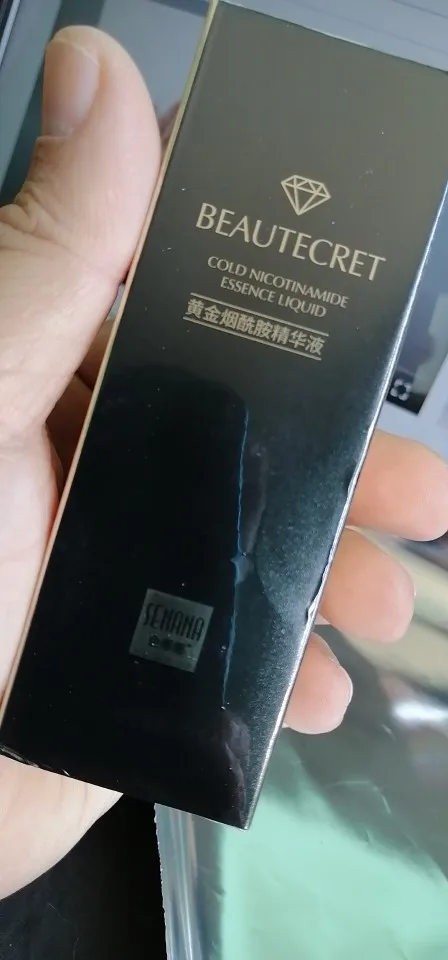 BEAUTECRET
COLD NICOTINAMIDE
ESSENCE LIQUID
黄金烟酰胺精华液
SENANA